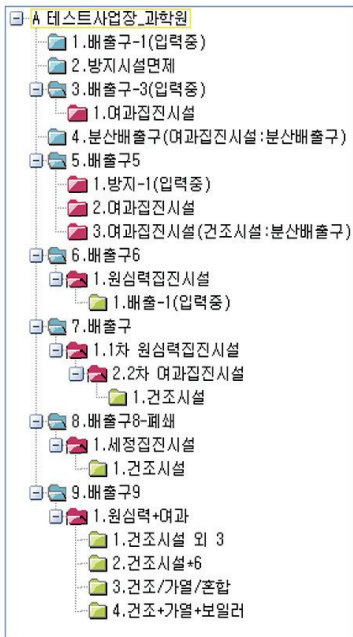 A 테스트사업장_과학원
1.배출구-1(입력중)
2.방지시설면제
3.배출구-3(입력중)
1.여과집진시설
4.분산배출구(여과집진시설:분산배출구)
5.배출구5
1.방지-1(입력중)
2.여과집진시설
3.여과집진시설(건조시설:분산배출구)
6.배출구6
1.원심력집진시설
1.배출-1(입력중)
7.배출구
1.1차 원심력집진시설
2.2차 여과집진시설
1.건조시설
8.배출구8-폐쇄
1.세정집진시설
1.건조시설
9.배출구9
1.원심력+여과
1.건조시설 외 3
2.건조시설*6
3.건조/가열/혼합
4.건조+가열+보일러